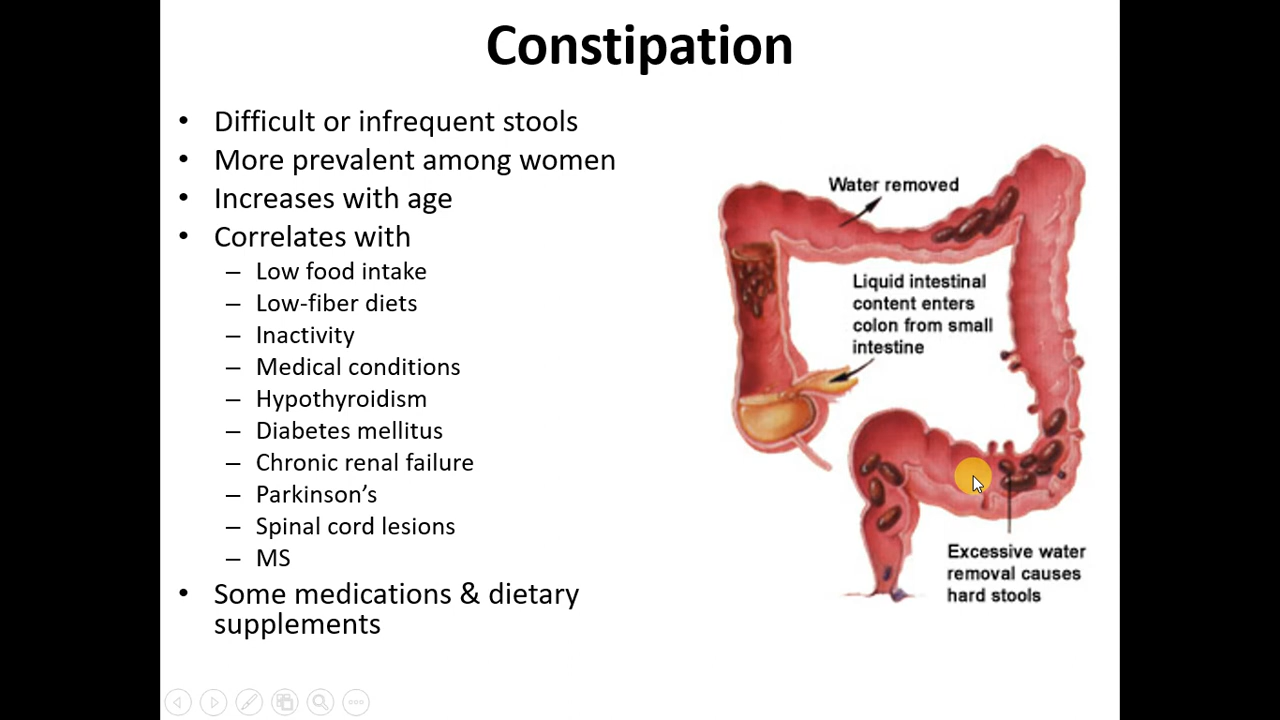 Constipation
• Difficult or infrequent stools
• More prevalent among women
• Increases with age
• Correlates with
– Low food intake
– Low-fiber diets
– Inactivity
– Medical conditions
– Hypothyroidism
– Diabetes mellitus
– Chronic renal failure
– Parkinson’s
– Spinal cord lesions
– MS
• Some medications & dietary
supplements
Water removed
Liquid intestinal
content enters
colon from small
intestine
Excessive water
removal causes
hard stools